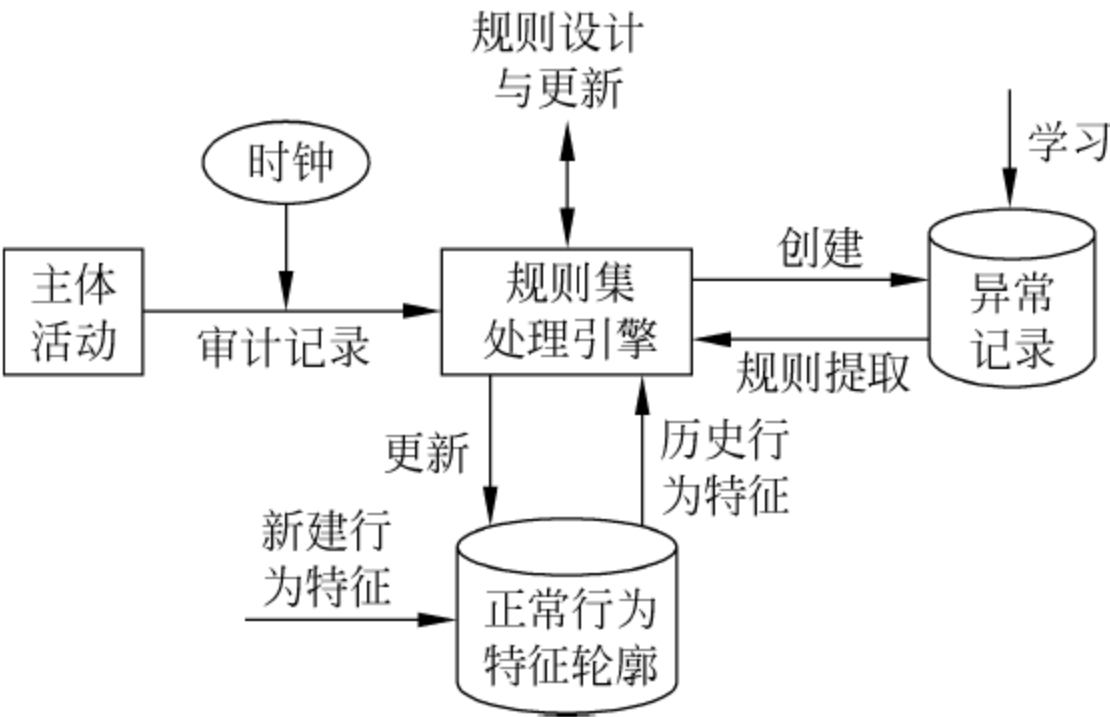 规则设计
与更新
时钟
学习
主体
活动
审计记录
规则集
处理引擎
创建
规则提取
异常
记录
更新
历史行
为特征
新建行
为特征
正常行为
特征轮廓